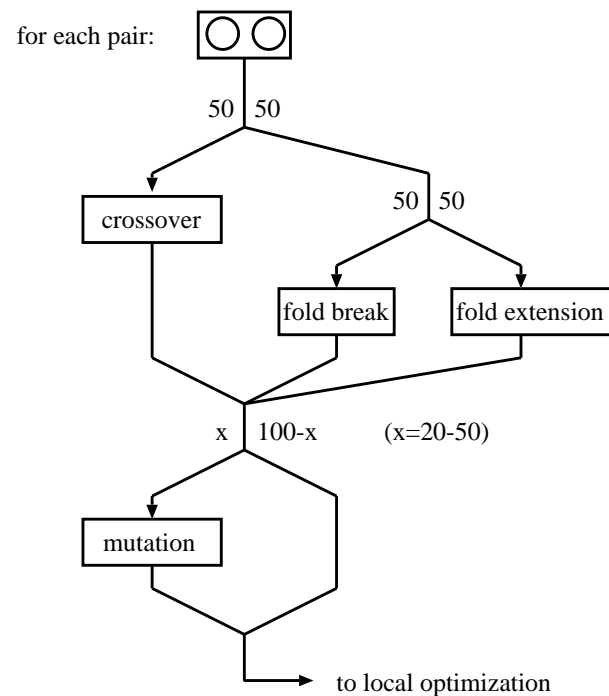 for each pair:
50 50
crossover
50 50
fold break
fold extension
x 100-x (x=20-50)
mutation
to local optimization